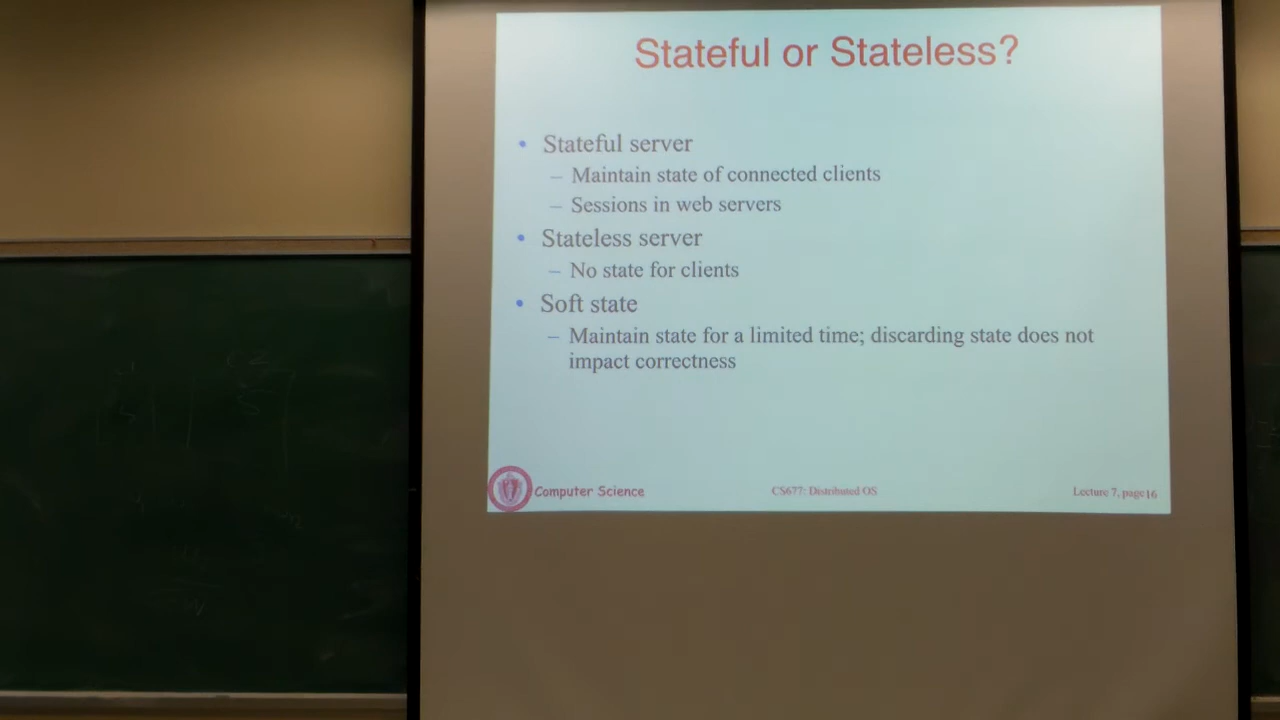 Stateful or Stateless?
• Stateful server
– Maintain state of connected clients
– Sessions in web servers
• Stateless server
– No state for clients
• Soft state
– Maintain state for a limited time; discarding state does not
impact correctness
Computer Science
CS677: Distributed OS
Lecture 7, page 16